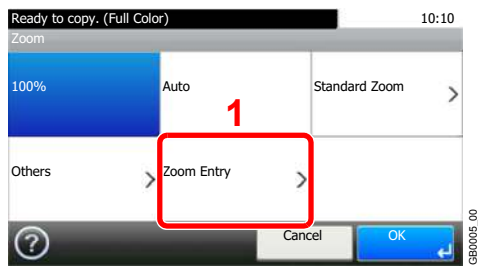 Ready to copy. (Full Color) 10:10
Zoom
100% Auto Standard Zoom
1
Others Zoom Entry
? Cancel OK
GB0005_00